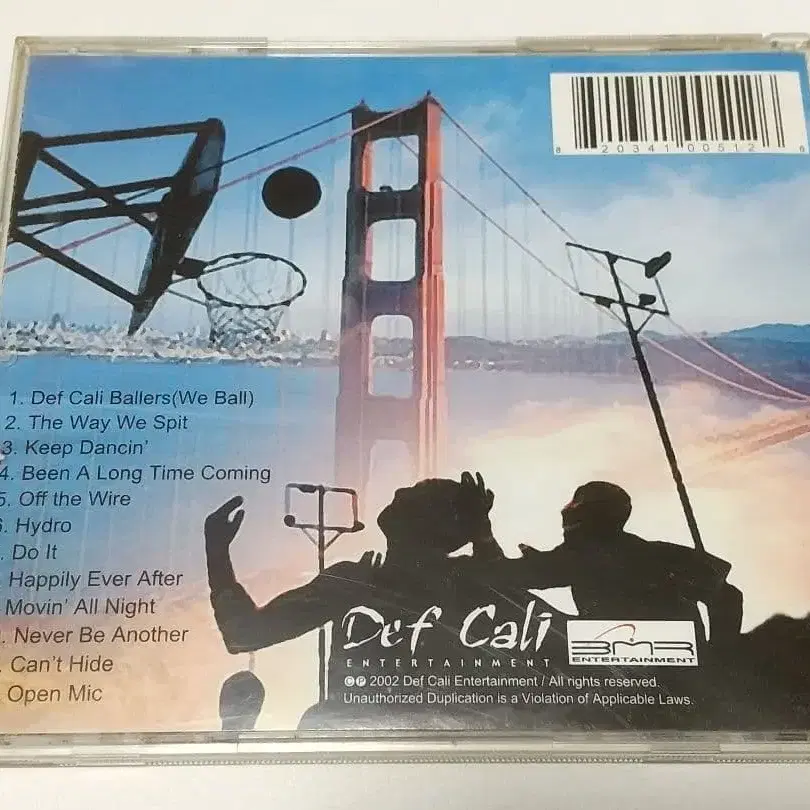 8 20341 00512 6
1. Def Cali Ballers(We Ball)
2. The Way We Spit
3. Keep Dancin'
4. Been A Long Time Coming
5. Off the Wire
6. Hydro
. Do It
Happily Ever After
Movin' All Night
. Never Be Another
. Can't Hide
Open Mic
Def Cali
ENTERTAINMENT
BMR
ENTERTAINMENT
©℗ 2002 Def Cali Entertainment / All rights reserved.
Unauthorized Duplication is a Violation of Applicable Laws.